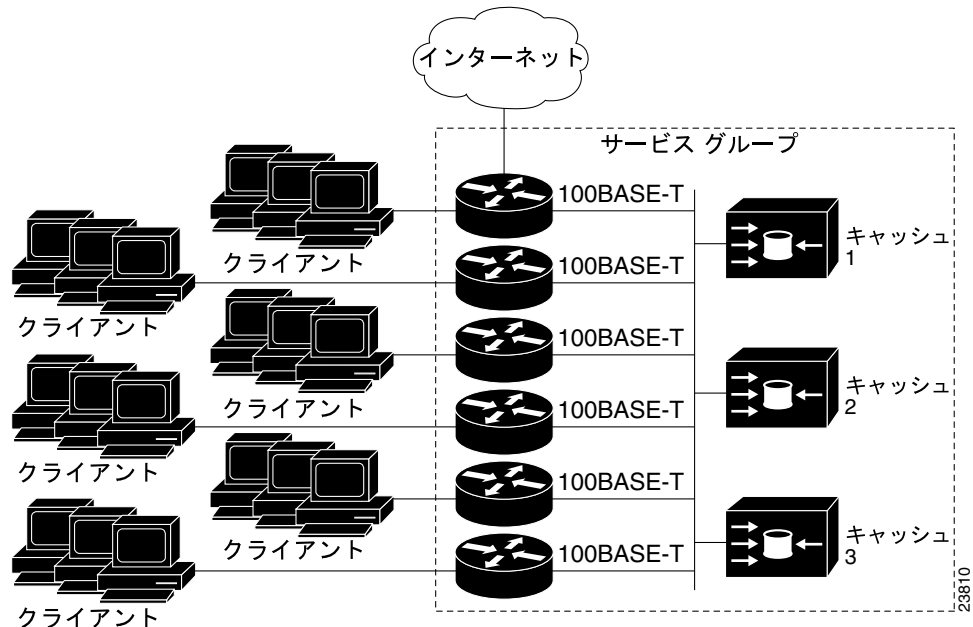 インターネット
サービス グループ
100BASE-T
クライアント
キャッシュ
1
100BASE-T
クライアント
100BASE-T
クライアント
キャッシュ
2
100BASE-T
クライアント
100BASE-T
クライアント
キャッシュ
3
100BASE-T
クライアント
23810